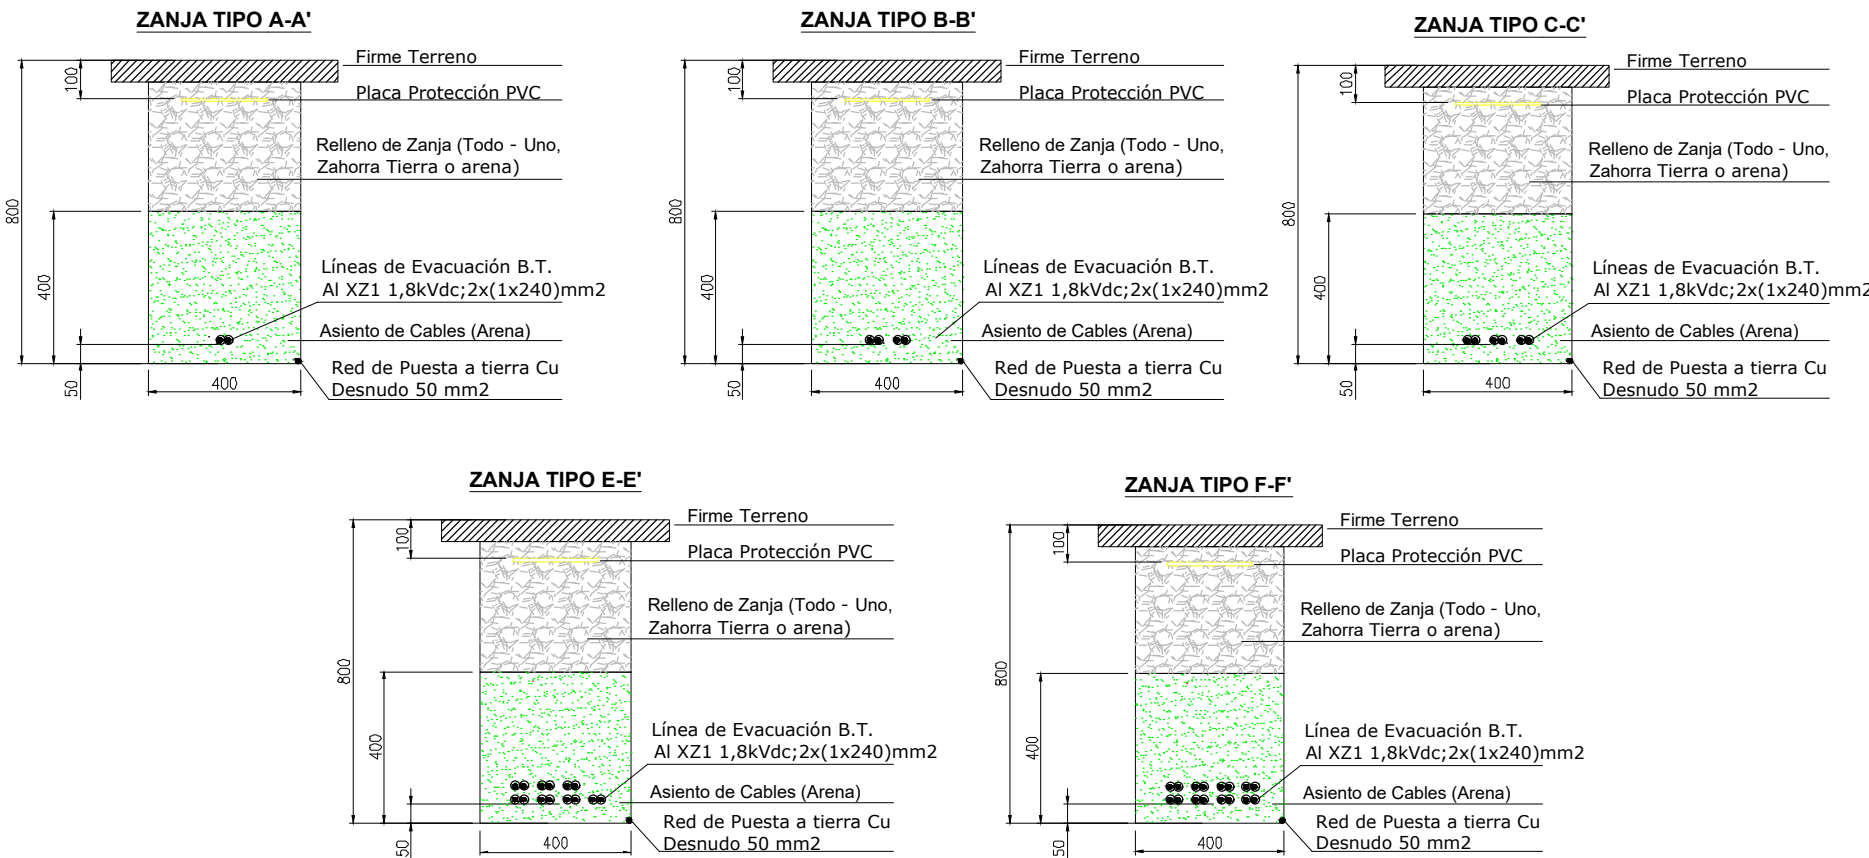 ZANJA TIPO A-A'
Firme Terreno
100
Placa Protección PVC
Relleno de Zanja (Todo - Uno,
Zahorra Tierra o arena)
800
400
Líneas de Evacuación B.T.
Al XZ1 1,8kVdc;2x(1x240)mm2
Asiento de Cables (Arena)
Red de Puesta a tierra Cu
Desnudo 50 mm2
50
400
ZANJA TIPO B-B'
Firme Terreno
100
Placa Protección PVC
Relleno de Zanja (Todo - Uno,
Zahorra Tierra o arena)
800
400
Líneas de Evacuación B.T.
Al XZ1 1,8kVdc;2x(1x240)mm2
Asiento de Cables (Arena)
Red de Puesta a tierra Cu
Desnudo 50 mm2
50
400
ZANJA TIPO C-C'
Firme Terreno
100
Placa Protección PVC
Relleno de Zanja (Todo - Uno,
Zahorra Tierra o arena)
800
400
Líneas de Evacuación B.T.
Al XZ1 1,8kVdc;2x(1x240)mm2
Asiento de Cables (Arena)
Red de Puesta a tierra Cu
Desnudo 50 mm2
50
400
ZANJA TIPO E-E'
Firme Terreno
100
Placa Protección PVC
Relleno de Zanja (Todo - Uno,
Zahorra Tierra o arena)
800
400
Línea de Evacuación B.T.
Al XZ1 1,8kVdc;2x(1x240)mm2
Asiento de Cables (Arena)
Red de Puesta a tierra Cu
Desnudo 50 mm2
50
400
ZANJA TIPO F-F'
Firme Terreno
100
Placa Protección PVC
Relleno de Zanja (Todo - Uno,
Zahorra Tierra o arena)
800
400
Línea de Evacuación B.T.
Al XZ1 1,8kVdc;2x(1x240)mm2
Asiento de Cables (Arena)
Red de Puesta a tierra Cu
Desnudo 50 mm2
50
400